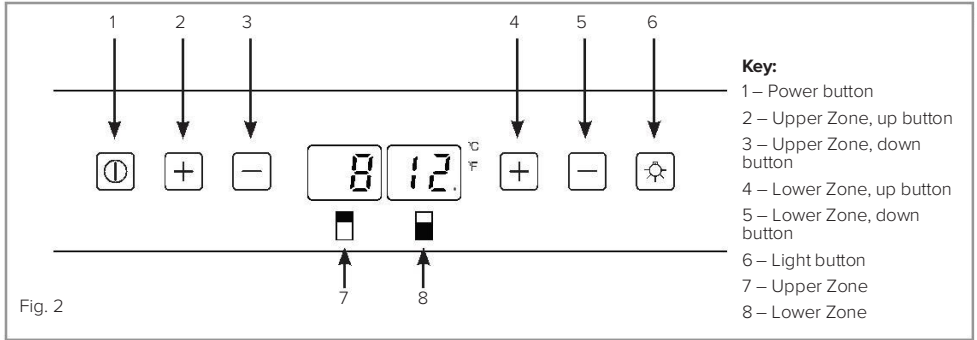 1 2 3 4 5 6
Key:
1 – Power button
2 – Upper Zone, up button
3 – Upper Zone, down
button
4 – Lower Zone, up button
5 – Lower Zone, down
button
6 – Light button
7 – Upper Zone
8 – Lower Zone
8 12.
°C
°F
7 8
Fig. 2